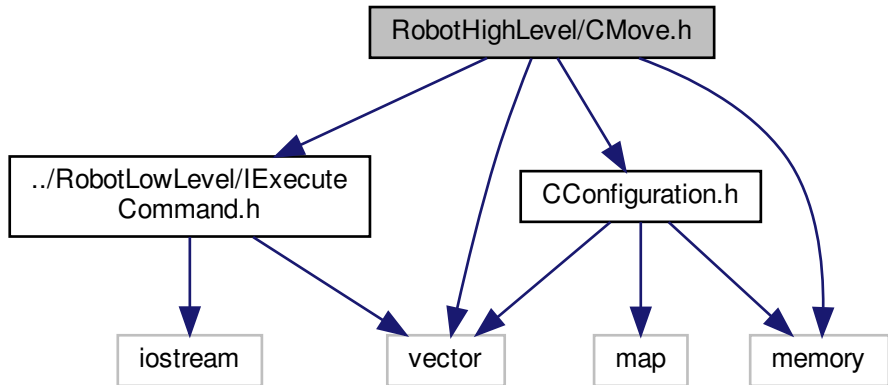 RobotHighLevel/CMove.h
../RobotLowLevel/IExecute
Command.h
CConfiguration.h
iostream
vector
map
memory